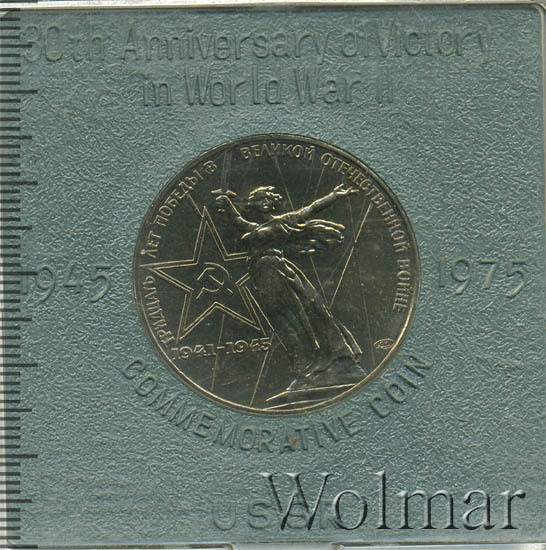 30th Anniversary of Victory
in World War II
ТРИДЦАТЬ ЛЕТ ПОБЕДЫ В ВЕЛИКОЙ ОТЕЧЕСТВЕННОЙ ВОЙНЕ
1945
1975
1941-1945
COMMEMORATIVE COIN
USSR
Wolmar